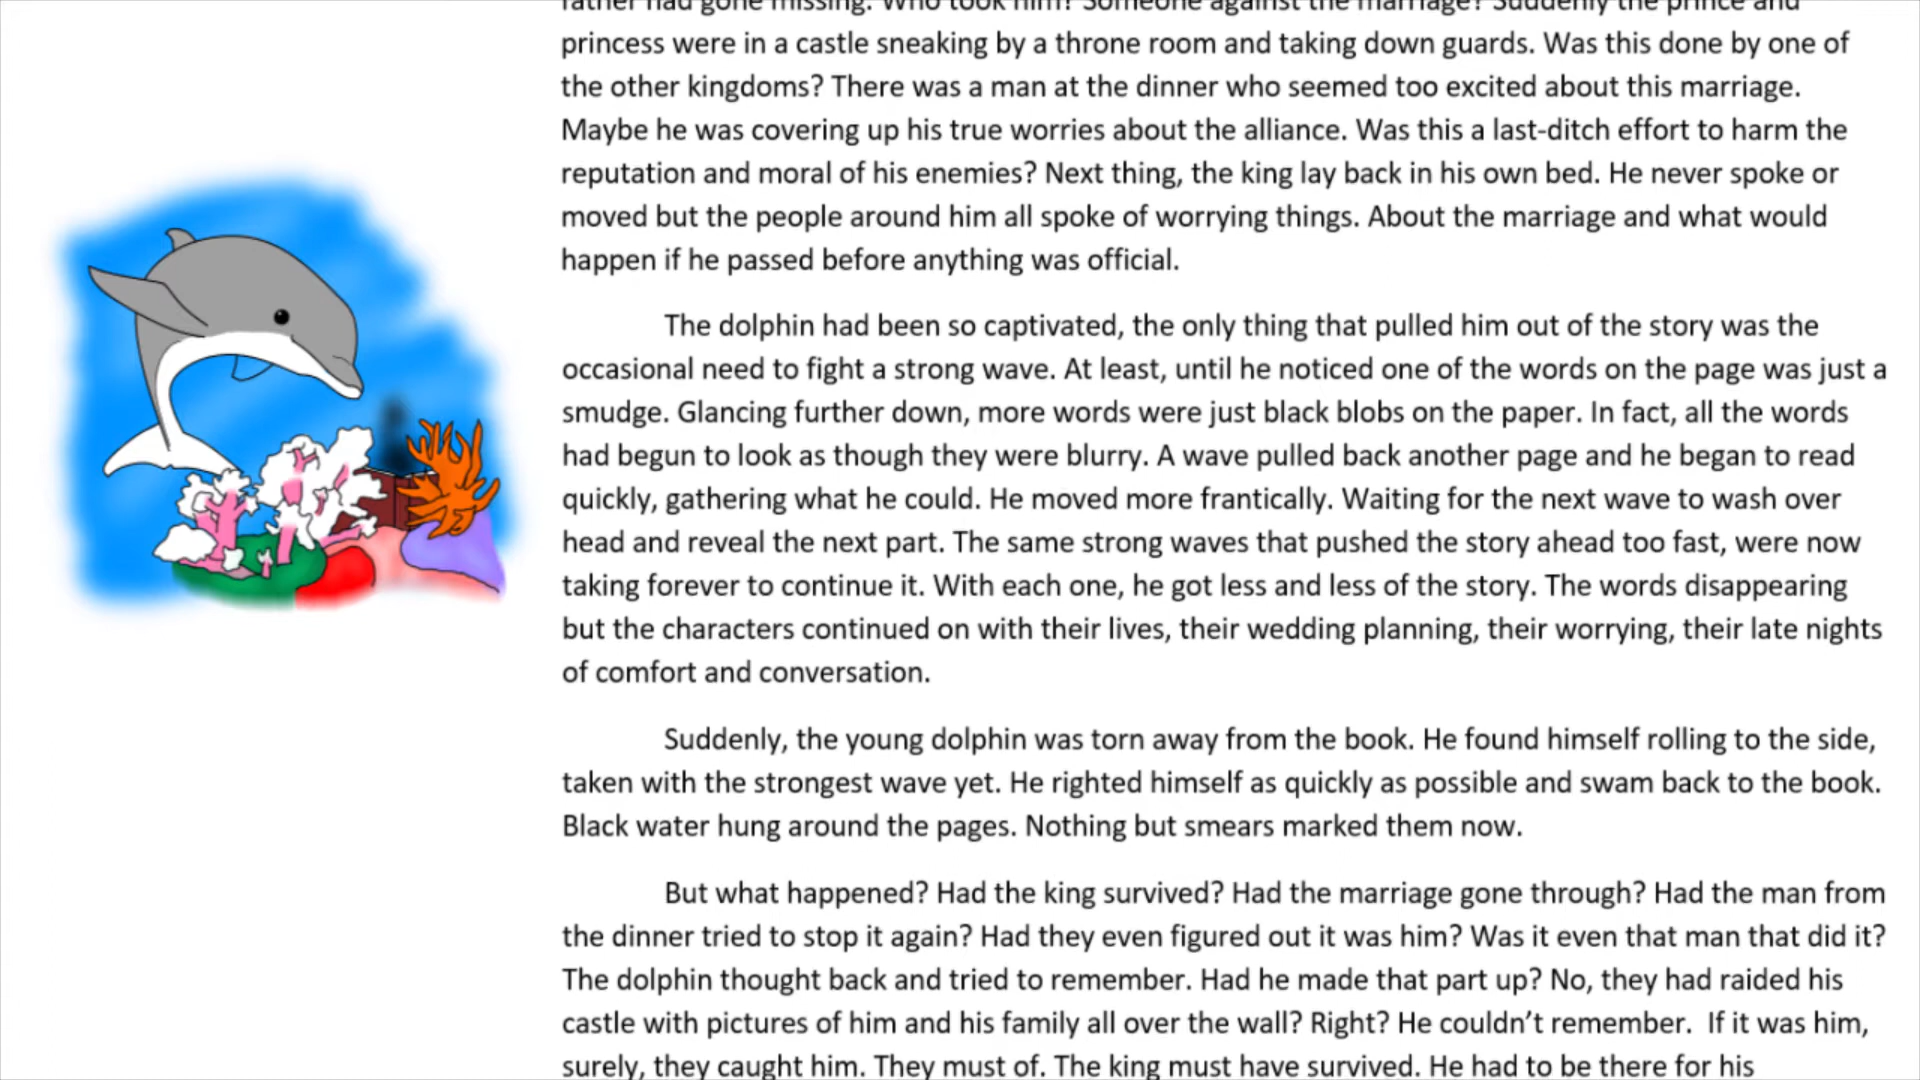 father had gone missing. Who took him? Someone against the marriage? Suddenly the prince and
princess were in a castle sneaking by a throne room and taking down guards. Was this done by one of
the other kingdoms? There was a man at the dinner who seemed too excited about this marriage.
Maybe he was covering up his true worries about the alliance. Was this a last-ditch effort to harm the
reputation and moral of his enemies? Next thing, the king lay back in his own bed. He never spoke or
moved but the people around him all spoke of worrying things. About the marriage and what would
happen if he passed before anything was official.
The dolphin had been so captivated, the only thing that pulled him out of the story was the
occasional need to fight a strong wave. At least, until he noticed one of the words on the page was just a
smudge. Glancing further down, more words were just black blobs on the paper. In fact, all the words
had begun to look as though they were blurry. A wave pulled back another page and he began to read
quickly, gathering what he could. He moved more frantically. Waiting for the next wave to wash over
head and reveal the next part. The same strong waves that pushed the story ahead too fast, were now
taking forever to continue it. With each one, he got less and less of the story. The words disappearing
but the characters continued on with their lives, their wedding planning, their worrying, their late nights
of comfort and conversation.
Suddenly, the young dolphin was torn away from the book. He found himself rolling to the side,
taken with the strongest wave yet. He righted himself as quickly as possible and swam back to the book.
Black water hung around the pages. Nothing but smears marked them now.
But what happened? Had the king survived? Had the marriage gone through? Had the man from
the dinner tried to stop it again? Had they even figured out it was him? Was it even that man that did it?
The dolphin thought back and tried to remember. Had he made that part up? No, they had raided his
castle with pictures of him and his family all over the wall? Right? He couldn't remember.  If it was him,
surely, they caught him. They must of. The king must have survived. He had to be there for his